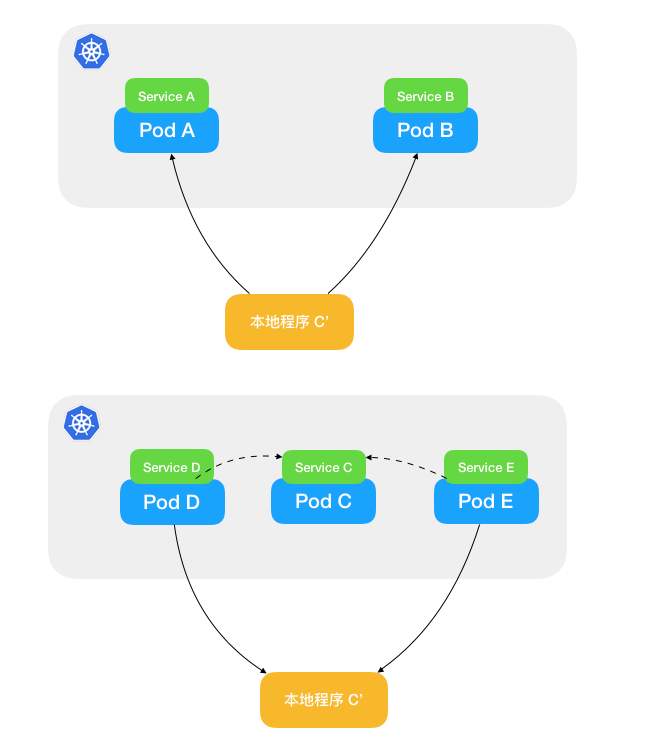 Service A
Service B
Pod A
Pod B
本地程序 C'
Service D
Service C
Service E
Pod D
Pod C
Pod E
本地程序 C'